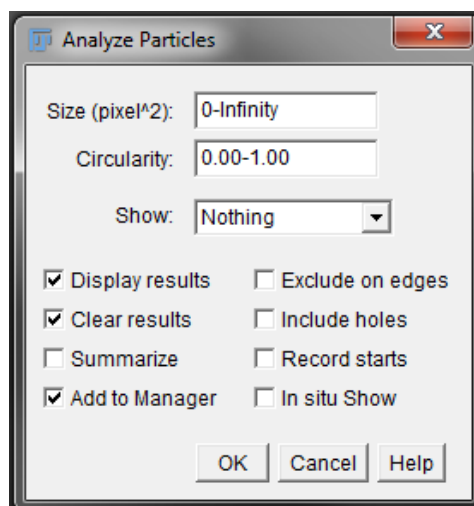 Analyze Particles
Size (pixel^2): 0-Infinity
Circularity: 0.00-1.00
Show: Nothing
Display results Exclude on edges
Clear results Include holes
Summarize Record starts
Add to Manager In situ Show
OK Cancel Help